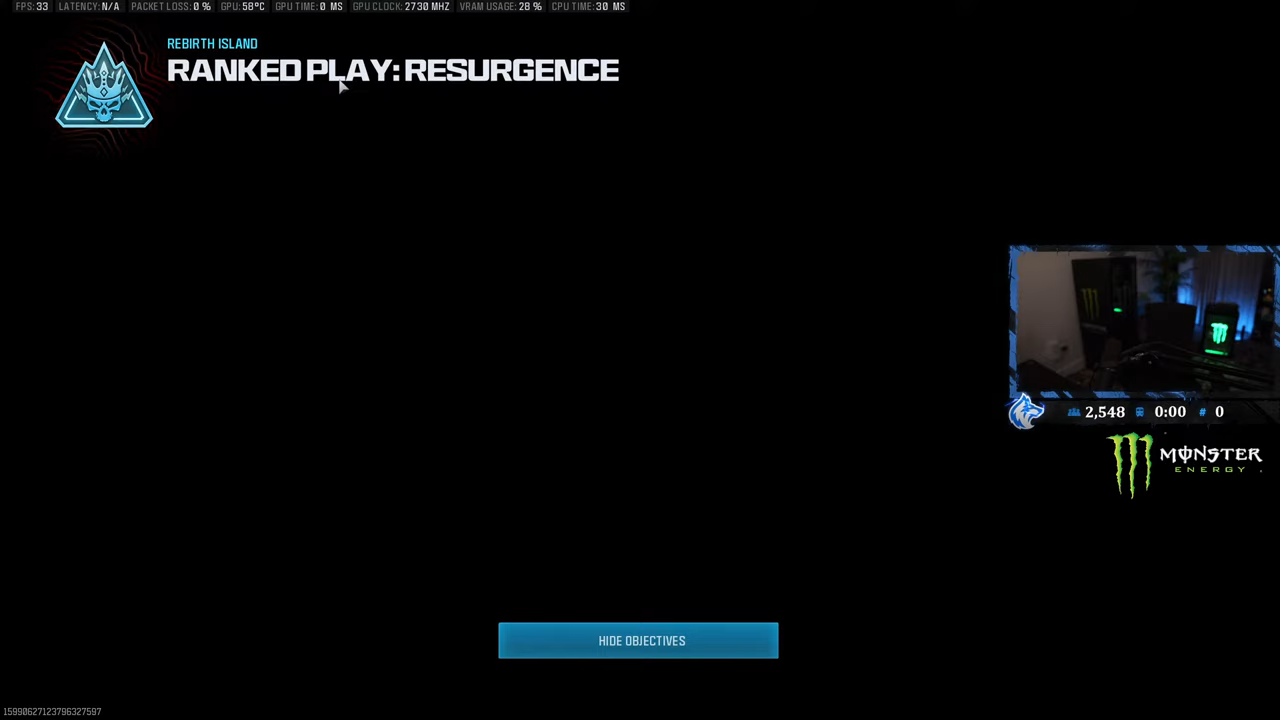 FPS: 33 LATENCY: N/A PACKET LOSS: 0 % GPU: 58°C GPU TIME: 0 MS GPU CLOCK: 2730 MHZ VRAM USAGE: 28 % CPU TIME: 30 MS
REBIRTH ISLAND
RANKED PLAY: RESURGENCE
2,548 0:00 # 0
MONSTER
ENERGY
HIDE OBJECTIVES
15990627123796327597